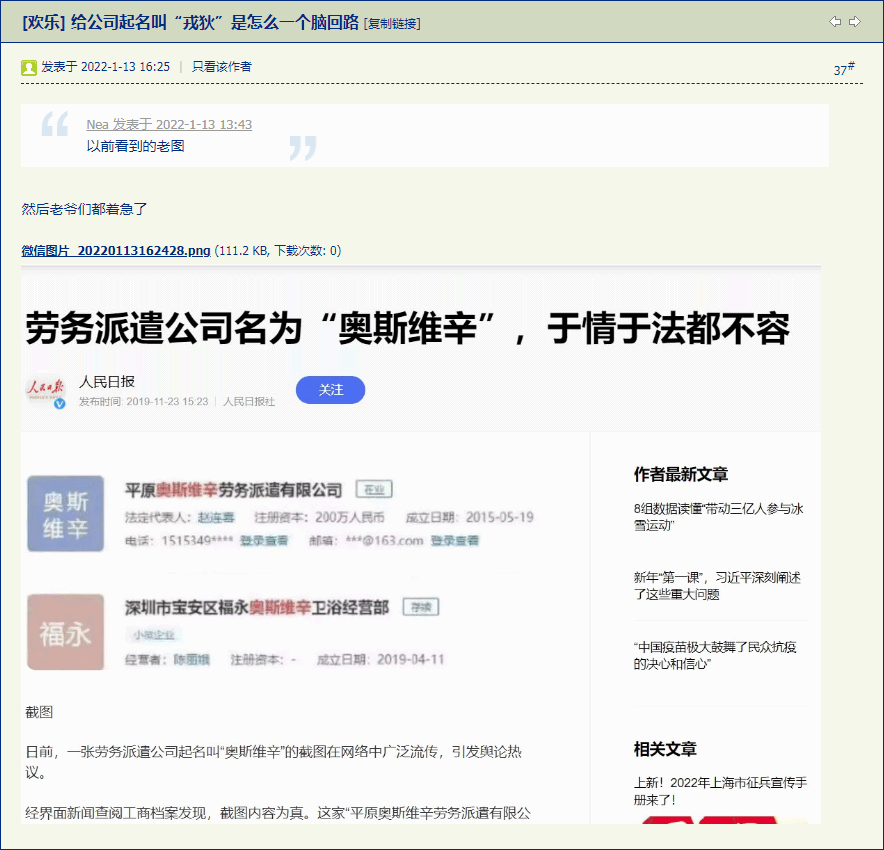 [欢乐] 给公司起名叫“戎狄”是怎么一个脑回路 [复制链接]
发表于 2022-1-13 16:25 | 只看该作者
37#
Nea 发表于 2022-1-13 13:43
以前看到的老图
然后老爷们都着急了
微信图片_20220113162428.png (111.2 KB, 下载次数: 0)
劳务派遣公司名为“奥斯维辛”，于情于法都不容
人民日报
人民日报
发布时间: 2019-11-23 15:23 | 人民日报社
关注
奥斯
维辛
平原奥斯维辛劳务派遣有限公司 在业
法定代表人： 注册资本：200万人民币 成立日期：2015-05-19
电话：1515349**** 登录查看 邮箱：***@163.com 登录查看
福永
深圳市宝安区福永奥斯维辛卫浴经营部 存续
小微企业
经营者：陈丽娥 注册资本：- 成立日期：2019-04-11
截图
日前，一张劳务派遣公司起名叫“奥斯维辛”的截图在网络中广泛流传，引发舆论热
议。
经界面新闻查阅工商档案发现，截图内容为真。这家“平原奥斯维辛劳务派遣有限公
作者最新文章
8组数据读懂“带动三亿人参与冰
雪运动”
新年“第一课”，习近平深刻阐述
了这些重大问题
“中国疫苗极大鼓舞了民众抗疫
的决心和信心”
相关文章
上新！2022年上海市征兵宣传手
册来了！